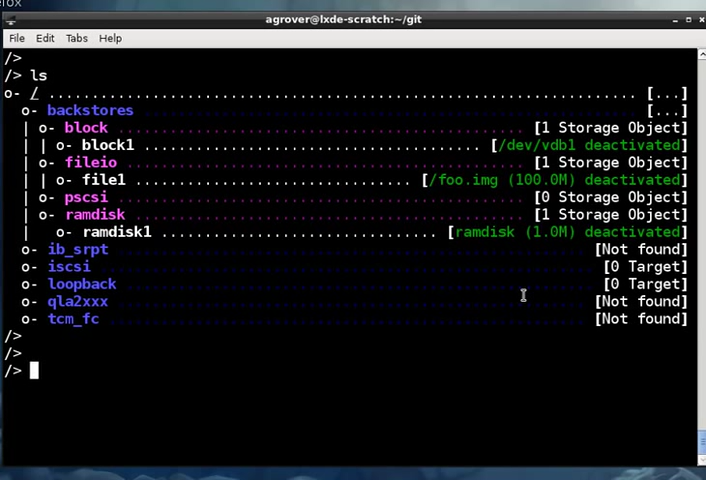 efox
agrover@lxde-scratch:~/git
File Edit Tabs Help
/>
/> ls
o- / ...................................................................... [...]
o- backstores ............................................................. [...]
| o- block ................................................. [1 Storage Object]
| | o- block1 ....................................... [/dev/vdb1 deactivated]
| o- fileio ................................................ [1 Storage Object]
| | o- file1 ................................ [/foo.img (100.0M) deactivated]
| o- pscsi ................................................. [0 Storage Object]
| o- ramdisk ............................................... [1 Storage Object]
|   o- ramdisk1 ................................ [ramdisk (1.0M) deactivated]
o- ib_srpt .......................................................... [Not found]
o- iscsi ............................................................. [0 Target]
o- loopback .......................................................... [0 Target]
o- qla2xxx .......................................................... [Not found]
o- tcm_fc ........................................................... [Not found]
/>
/>
/>